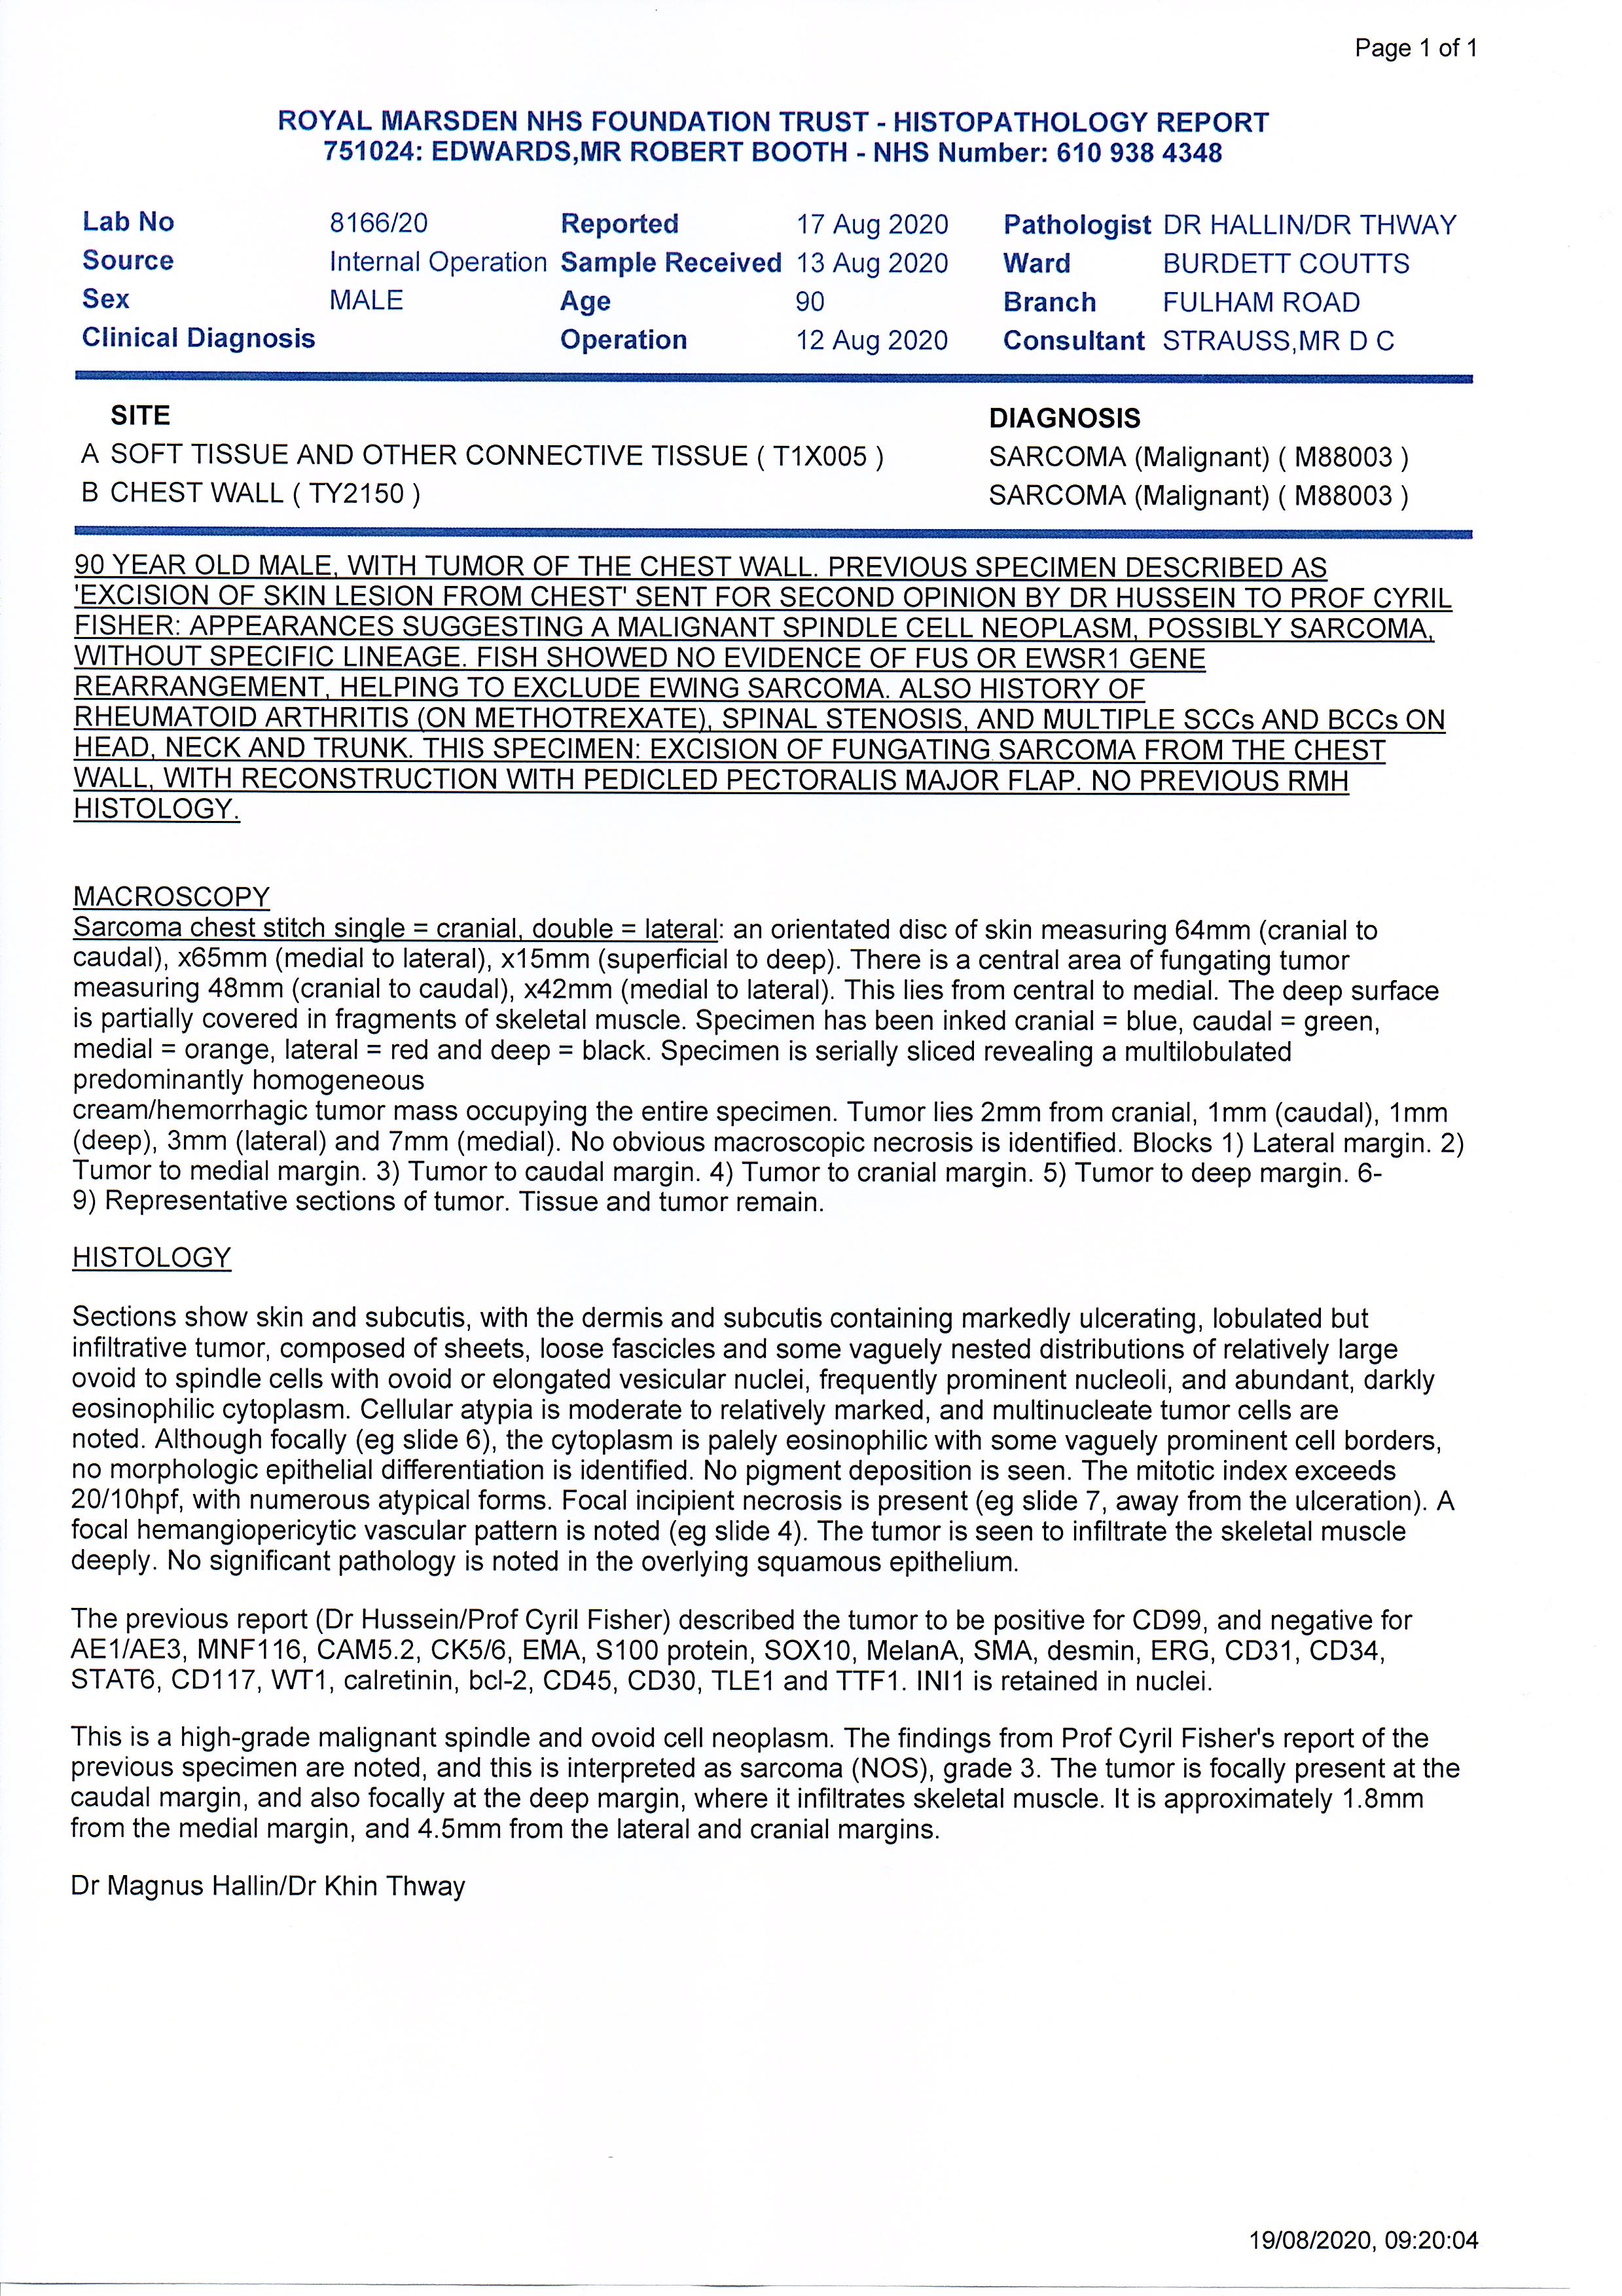 Page 1 of 1
ROYAL MARSDEN NHS FOUNDATION TRUST - HISTOPATHOLOGY REPORT
751024: EDWARDS,MR ROBERT BOOTH - NHS Number: 610 938 4348
Lab No 8166/20 Reported 17 Aug 2020 Pathologist DR HALLIN/DR THWAY
Source Internal Operation Sample Received 13 Aug 2020 Ward BURDETT COUTTS
Sex MALE Age 90 Branch FULHAM ROAD
Clinical Diagnosis Operation 12 Aug 2020 Consultant STRAUSS,MR D C
SITE DIAGNOSIS
A SOFT TISSUE AND OTHER CONNECTIVE TISSUE ( T1X005 ) SARCOMA (Malignant) ( M88003 )
B CHEST WALL ( TY2150 ) SARCOMA (Malignant) ( M88003 )
90 YEAR OLD MALE, WITH TUMOR OF THE CHEST WALL. PREVIOUS SPECIMEN DESCRIBED AS
'EXCISION OF SKIN LESION FROM CHEST' SENT FOR SECOND OPINION BY DR HUSSEIN TO PROF CYRIL
FISHER: APPEARANCES SUGGESTING A MALIGNANT SPINDLE CELL NEOPLASM, POSSIBLY SARCOMA,
WITHOUT SPECIFIC LINEAGE. FISH SHOWED NO EVIDENCE OF FUS OR EWSR1 GENE
REARRANGEMENT, HELPING TO EXCLUDE EWING SARCOMA. ALSO HISTORY OF
RHEUMATOID ARTHRITIS (ON METHOTREXATE), SPINAL STENOSIS, AND MULTIPLE SCCs AND BCCs ON
HEAD, NECK AND TRUNK. THIS SPECIMEN: EXCISION OF FUNGATING SARCOMA FROM THE CHEST
WALL, WITH RECONSTRUCTION WITH PEDICLED PECTORALIS MAJOR FLAP. NO PREVIOUS RMH
HISTOLOGY.
MACROSCOPY
Sarcoma chest stitch single = cranial, double = lateral: an orientated disc of skin measuring 64mm (cranial to
caudal), x65mm (medial to lateral), x15mm (superficial to deep). There is a central area of fungating tumor
measuring 48mm (cranial to caudal), x42mm (medial to lateral). This lies from central to medial. The deep surface
is partially covered in fragments of skeletal muscle. Specimen has been inked cranial = blue, caudal = green,
medial = orange, lateral = red and deep = black. Specimen is serially sliced revealing a multilobulated
predominantly homogeneous
cream/hemorrhagic tumor mass occupying the entire specimen. Tumor lies 2mm from cranial, 1mm (caudal), 1mm
(deep), 3mm (lateral) and 7mm (medial). No obvious macroscopic necrosis is identified. Blocks 1) Lateral margin. 2)
Tumor to medial margin. 3) Tumor to caudal margin. 4) Tumor to cranial margin. 5) Tumor to deep margin. 6-
9) Representative sections of tumor. Tissue and tumor remain.
HISTOLOGY
Sections show skin and subcutis, with the dermis and subcutis containing markedly ulcerating, lobulated but
infiltrative tumor, composed of sheets, loose fascicles and some vaguely nested distributions of relatively large
ovoid to spindle cells with ovoid or elongated vesicular nuclei, frequently prominent nucleoli, and abundant, darkly
eosinophilic cytoplasm. Cellular atypia is moderate to relatively marked, and multinucleate tumor cells are
noted. Although focally (eg slide 6), the cytoplasm is palely eosinophilic with some vaguely prominent cell borders,
no morphologic epithelial differentiation is identified. No pigment deposition is seen. The mitotic index exceeds
20/10hpf, with numerous atypical forms. Focal incipient necrosis is present (eg slide 7, away from the ulceration). A
focal hemangiopericytic vascular pattern is noted (eg slide 4). The tumor is seen to infiltrate the skeletal muscle
deeply. No significant pathology is noted in the overlying squamous epithelium.
The previous report (Dr Hussein/Prof Cyril Fisher) described the tumor to be positive for CD99, and negative for
AE1/AE3, MNF116, CAM5.2, CK5/6, EMA, S100 protein, SOX10, MelanA, SMA, desmin, ERG, CD31, CD34,
STAT6, CD117, WT1, calretinin, bcl-2, CD45, CD30, TLE1 and TTF1. INI1 is retained in nuclei.
This is a high-grade malignant spindle and ovoid cell neoplasm. The findings from Prof Cyril Fisher's report of the
previous specimen are noted, and this is interpreted as sarcoma (NOS), grade 3. The tumor is focally present at the
caudal margin, and also focally at the deep margin, where it infiltrates skeletal muscle. It is approximately 1.8mm
from the medial margin, and 4.5mm from the lateral and cranial margins.
Dr Magnus Hallin/Dr Khin Thway
19/08/2020, 09:20:04